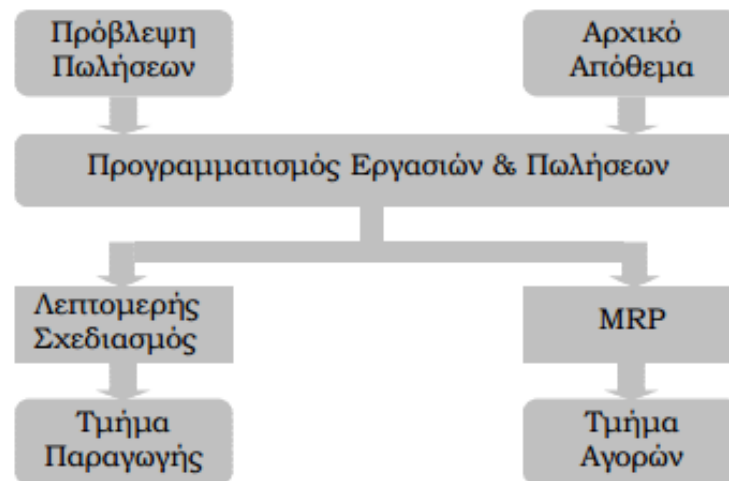 Πρόβλεψη
Πωλήσεων
Αρχικό
Απόθεμα
Προγραμματισμός Εργασιών & Πωλήσεων
Λεπτομερής
Σχεδιασμός
MRP
Τμήμα
Παραγωγής
Τμήμα
Αγορών